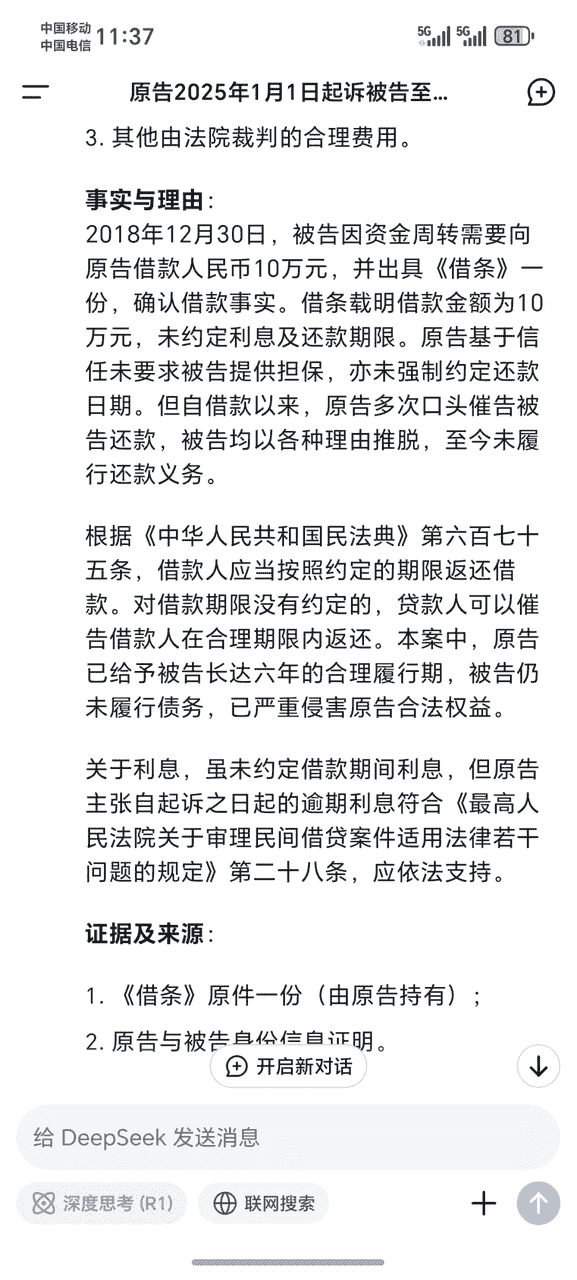 中国移动
中国电信
11:37
5G
5G
81
原告2025年1月1日起诉被告至...
3. 其他由法院裁判的合理费用。
事实与理由：
2018年12月30日，被告因资金周转需要向
原告借款人民币10万元，并出具《借条》一
份，确认借款事实。借条载明借款金额为10
万元，未约定利息及还款期限。原告基于信
任未要求被告提供担保，亦未强制约定还款
日期。但自借款以来，原告多次口头催告被
告还款，被告均以各种理由推脱，至今未履
行还款义务。
根据《中华人民共和国民法典》第六百七十
五条，借款人应当按照约定的期限返还借
款。对借款期限没有约定的，贷款人可以催
告借款人在合理期限内返还。本案中，原告
已给予被告长达六年的合理履行期，被告仍
未履行债务，已严重侵害原告合法权益。
关于利息，虽未约定借款期间利息，但原告
主张自起诉之日起的逾期利息符合《最高人
民法院关于审理民间借贷案件适用法律若干
问题的规定》第二十八条，应依法支持。
证据及来源：
1. 《借条》原件一份（由原告持有）；
2. 原告与被告身份信息证明。
开启新对话
给 DeepSeek 发送消息
深度思考 (R1)
联网搜索